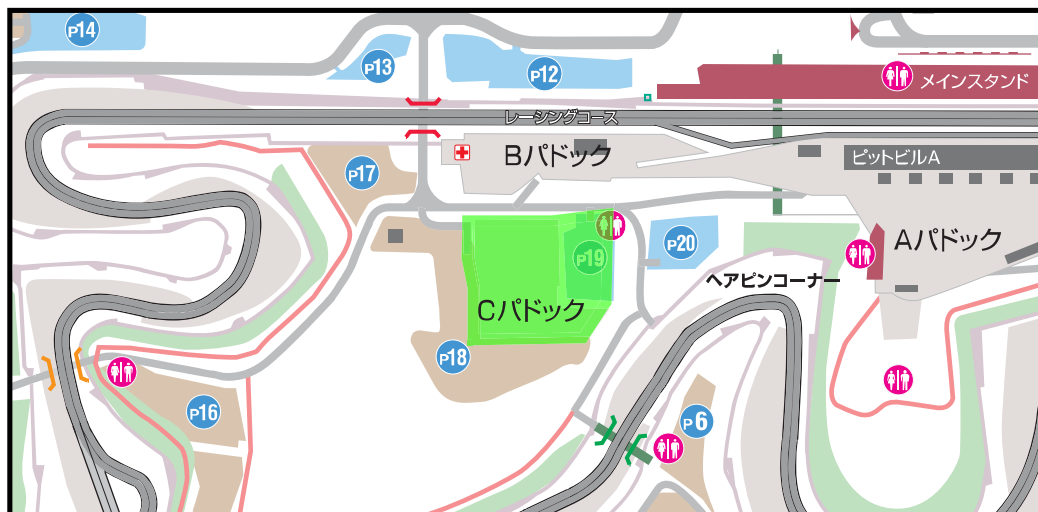 P14
P13
P12
メインスタンド
レーシングコース
Bパドック
ピットビルA
P17
P19
P20
Aパドック
ヘアピンコーナー
Cパドック
P18
P16
P6